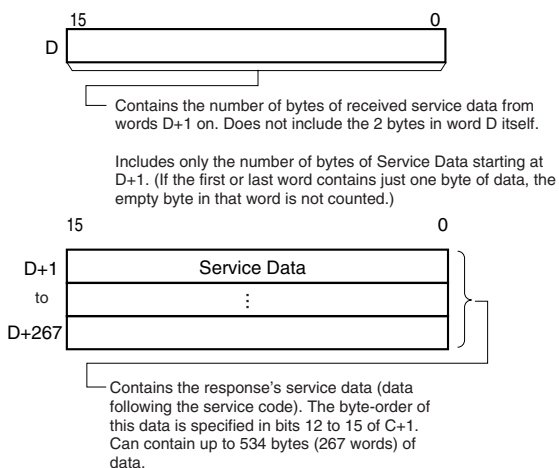 15 0
D
Contains the number of bytes of received service data from
words D+1 on. Does not include the 2 bytes in word D itself.
Includes only the number of bytes of Service Data starting at
D+1. (If the first or last word contains just one byte of data, the
empty byte in that word is not counted.)
15 0
D+1 Service Data
to ⋮
D+267
Contains the response's service data (data
following the service code). The byte-order of
this data is specified in bits 12 to 15 of C+1.
Can contain up to 534 bytes (267 words) of
data.